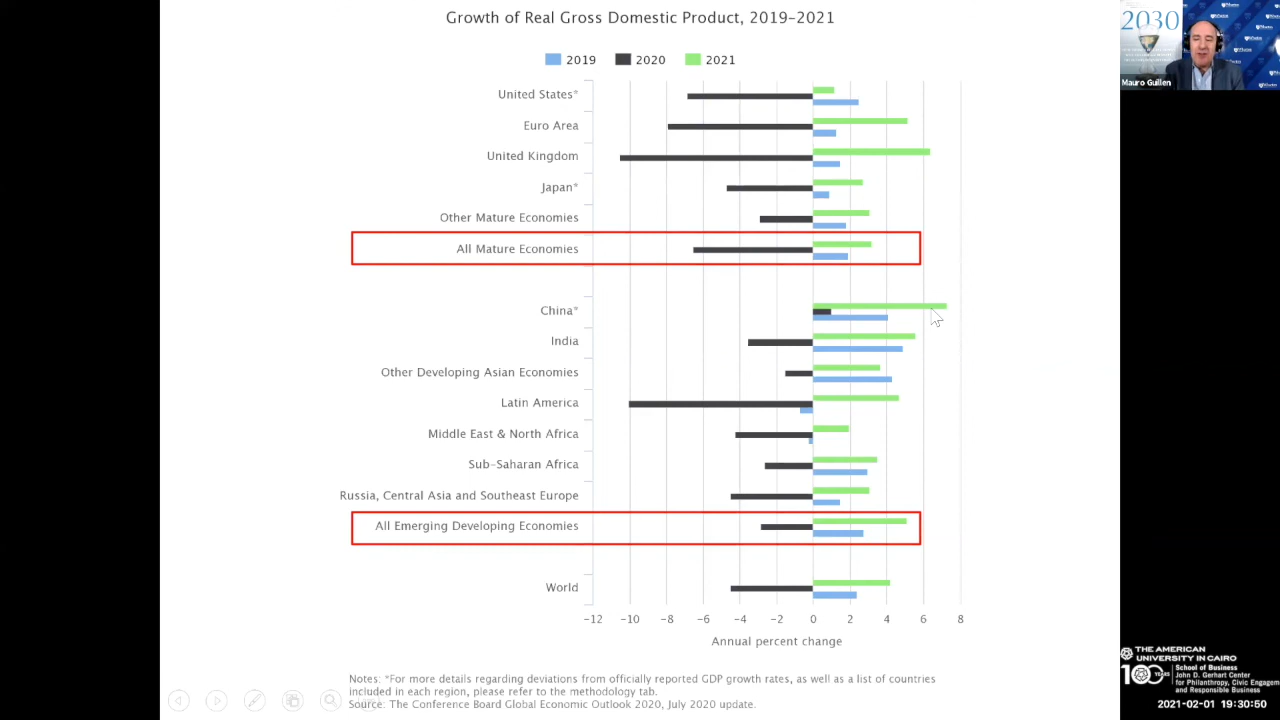 Growth of Real Gross Domestic Product, 2019–2021
2019 2020 2021
United States*
Euro Area
United Kingdom
Japan*
Other Mature Economies
All Mature Economies
China*
India
Other Developing Asian Economies
Latin America
Middle East & North Africa
Sub-Saharan Africa
Russia, Central Asia and Southeast Europe
All Emerging Developing Economies
World
-12 -10 -8 -6 -4 -2 0 2 4 6 8
Annual percent change
Notes: *For more details regarding deviations from officially reported GDP growth rates, as well as a list of countries
included in each region, please refer to the methodology tab.
Source: The Conference Board Global Economic Outlook 2020, July 2020 update.
2030
Mauro Guillen
THE AMERICAN
UNIVERSITY IN CAIRO
100 YEARS
School of Business
John D. Gerhart Center
for Philanthropy, Civic Engagem
and Responsible Business
2021-02-01 19:30:50